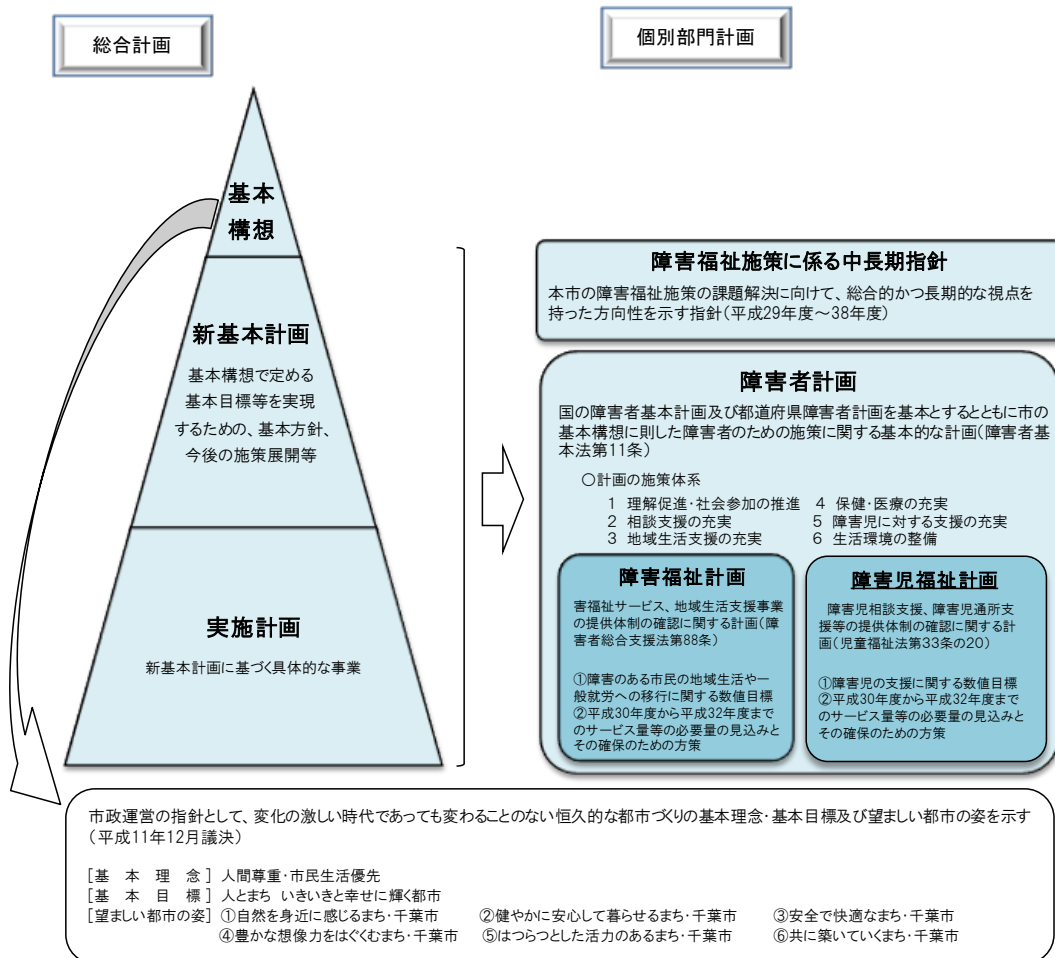 総合計画
個別部門計画
基本
構想
新基本計画
基本構想で定める
基本目標等を実現
するための、基本方針、
今後の施策展開等
実施計画
新基本計画に基づく具体的な事業
障害福祉施策に係る中長期指針
本市の障害福祉施策の課題解決に向けて、総合的かつ長期的な視点を
持った方向性を示す指針(平成29年度～38年度)
障害者計画
国の障害者基本計画及び都道府県障害者計画を基本とするとともに市の
基本構想に則した障害者のための施策に関する基本的な計画(障害者基
本法第11条)
○計画の施策体系
1 理解促進・社会参加の推進 4 保健・医療の充実
2 相談支援の充実 5 障害児に対する支援の充実
3 地域生活支援の充実 6 生活環境の整備
障害福祉計画
害福祉サービス、地域生活支援事業
の提供体制の確認に関する計画(障
害者総合支援法第88条)
①障害のある市民の地域生活や一
般就労への移行に関する数値目標
②平成30年度から平成32年度まで
のサービス量等の必要量の見込みと
その確保のための方策
障害児福祉計画
障害児相談支援、障害児通所支
援等の提供体制の確認に関する計
画(児童福祉法第33条の20)
①障害児の支援に関する数値目標
②平成30年度から平成32年度まで
のサービス量等の必要量の見込みと
その確保のための方策
市政運営の指針として、変化の激しい時代であっても変わることのない恒久的な都市づくりの基本理念・基本目標及び望ましい都市の姿を示す
(平成11年12月議決)
[基 本 理 念] 人間尊重・市民生活優先
[基 本 目 標] 人とまち いきいきと幸せに輝く都市
[望ましい都市の姿] ①自然を身近に感じるまち・千葉市 ②健やかに安心して暮らせるまち・千葉市 ③安全で快適なまち・千葉市
④豊かな想像力をはぐくむまち・千葉市 ⑤はつらつとした活力のあるまち・千葉市 ⑥共に築いていくまち・千葉市